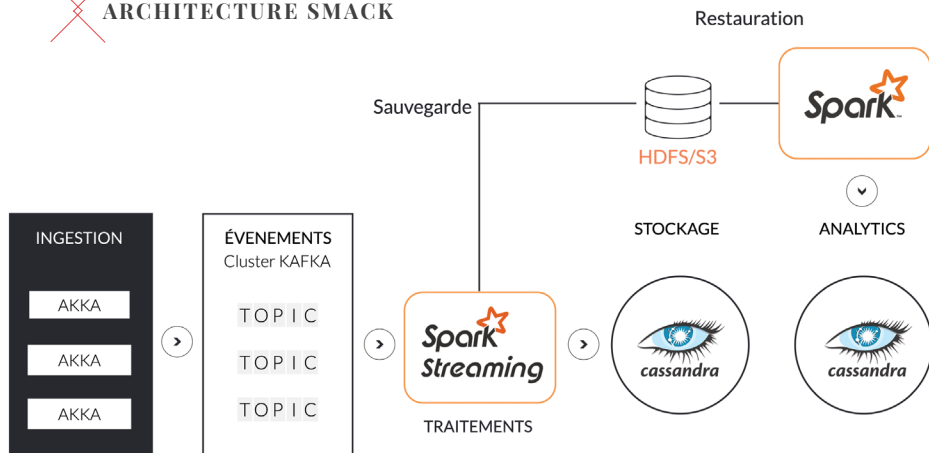 ARCHITECTURE SMACK
Restauration
Sauvegarde
Spark™
HDFS/S3
INGESTION
ÉVENEMENTS
Cluster KAFKA
STOCKAGE
ANALYTICS
AKKA
AKKA
AKKA
TOPIC
TOPIC
TOPIC
Spark
Streaming
TRAITEMENTS
cassandra
cassandra